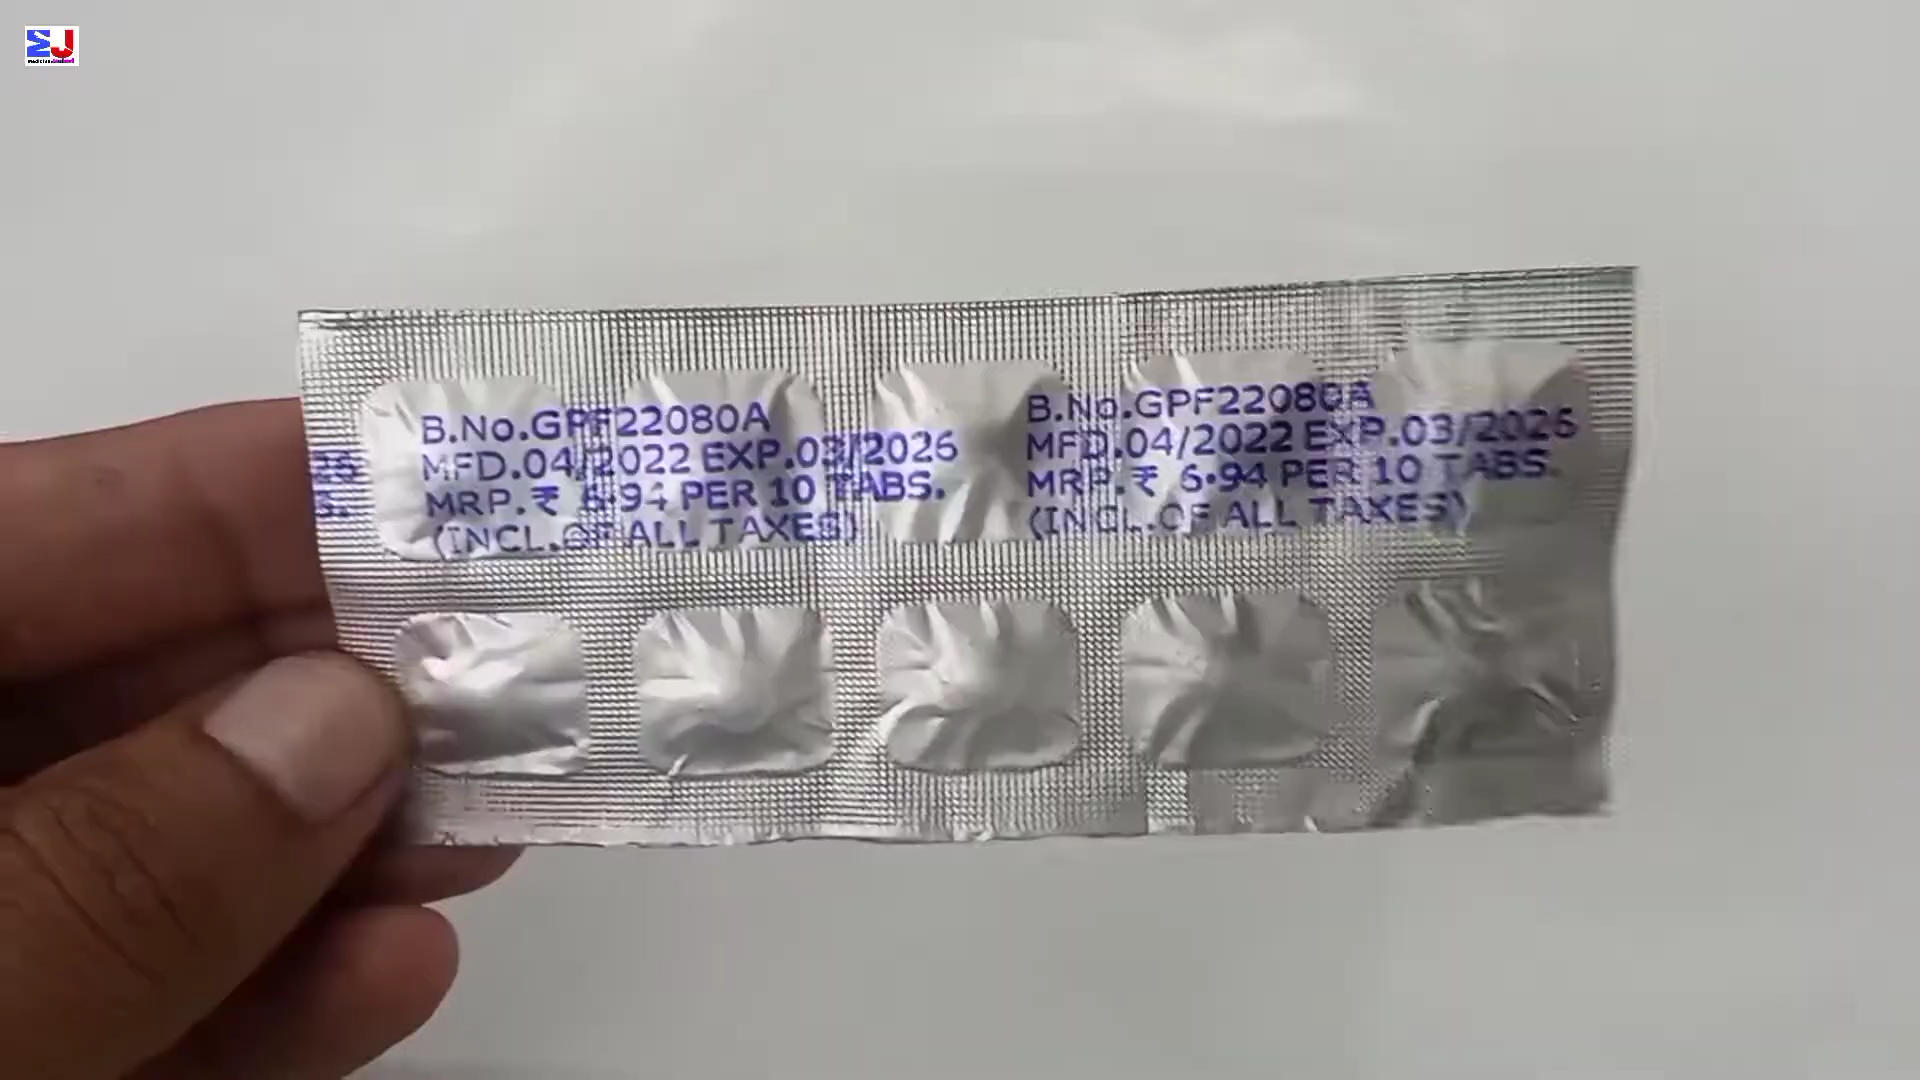 B.No.GPF22080A
MFD.04/2022 EXP.03/2026
MRP.₹ 6.94 PER 10 TABS.
(INCL.OF ALL TAXES)
B.No.GPF22080A
MFD.04/2022 EXP.03/2026
MRP.₹ 6.94 PER 10 TABS.
(INCL.OF ALL TAXES)
26
S.